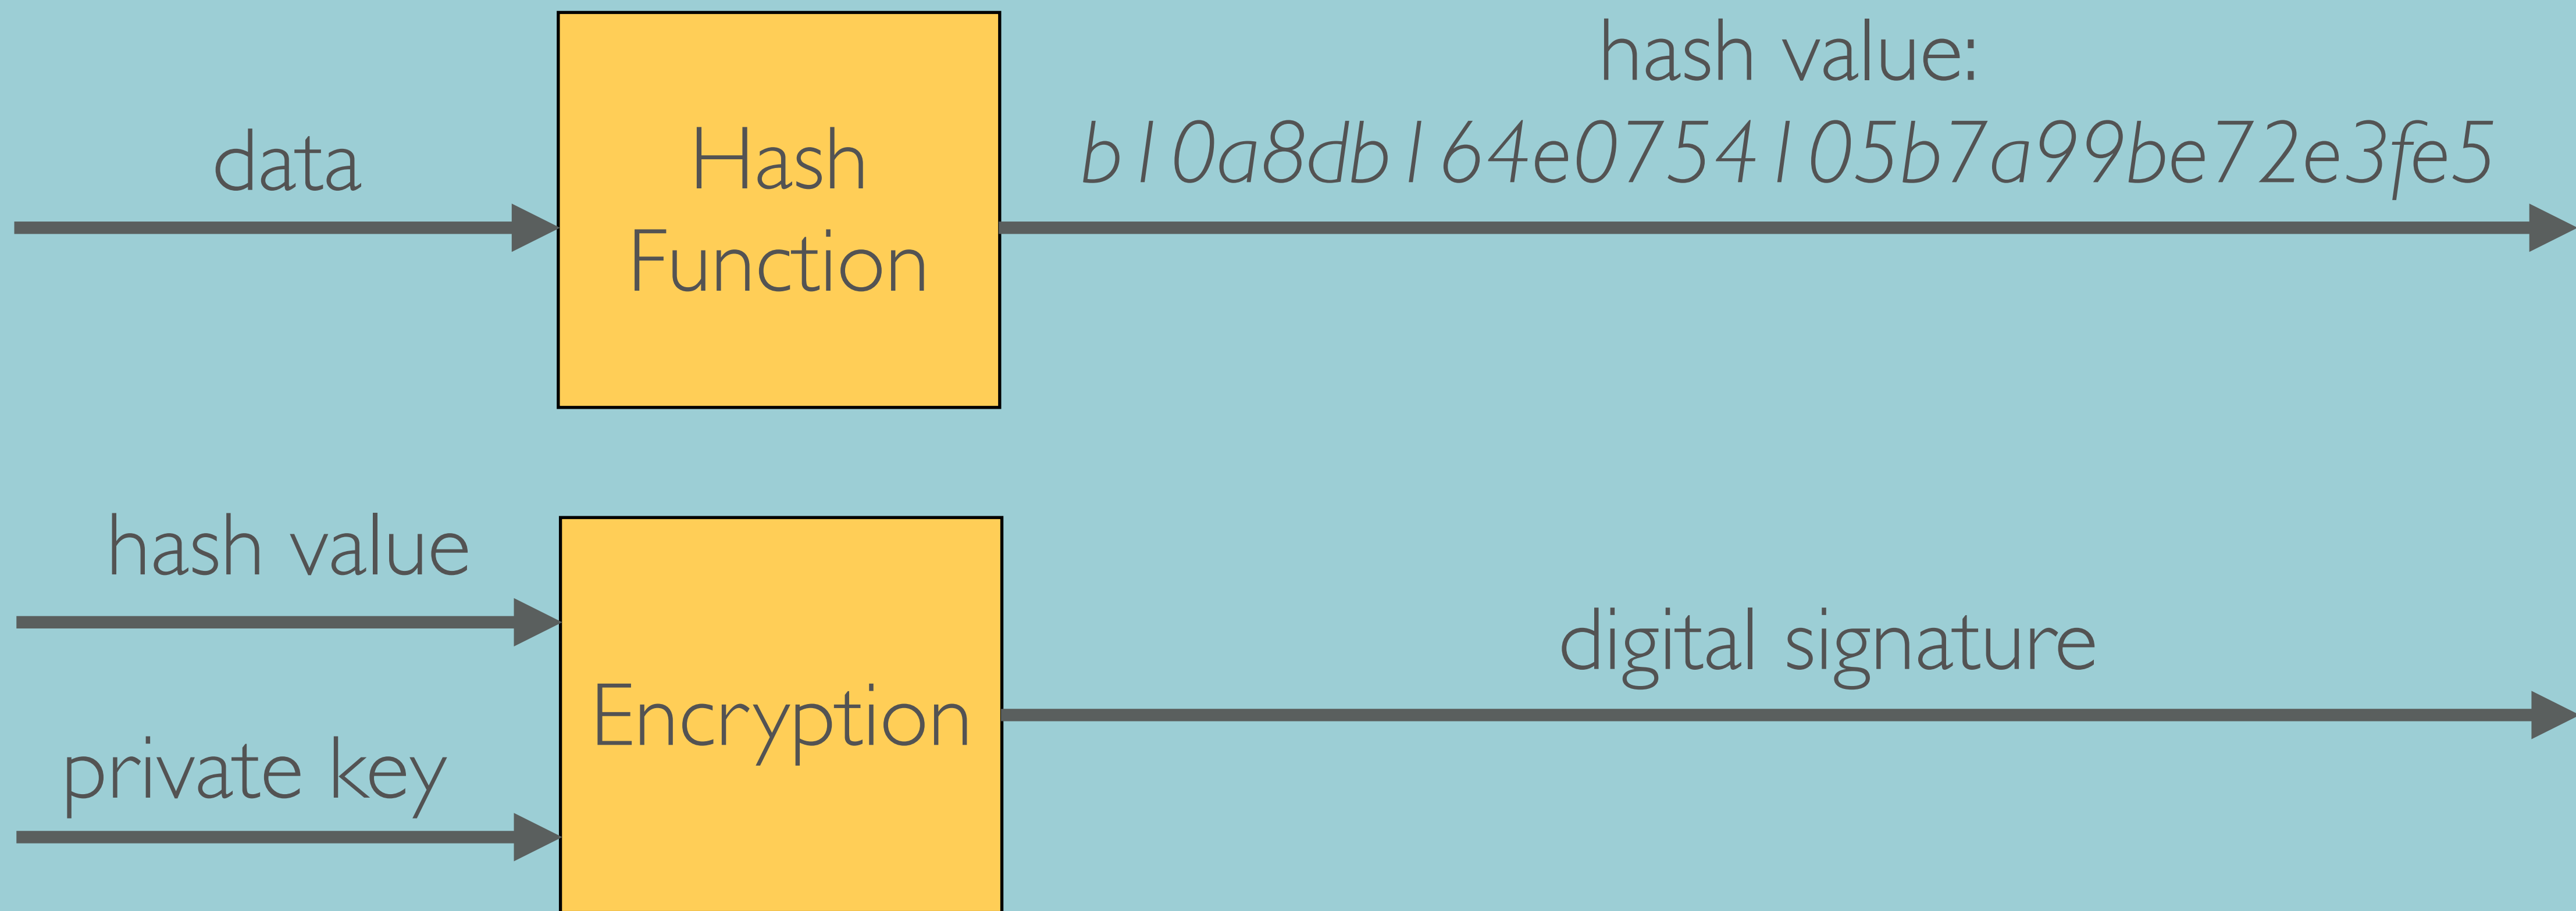 hash value:
data
Hash
Function
b10a8db164e0754105b7a99be72e3fe5
hash value
private key
Encryption
digital signature